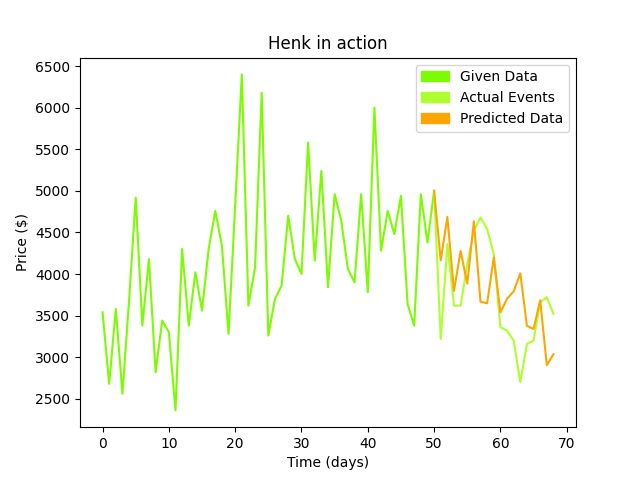 Henk in action
Given Data
Actual Events
Predicted Data
Price ($)
6500
6000
5500
5000
4500
4000
3500
3000
2500
0 10 20 30 40 50 60 70
Time (days)